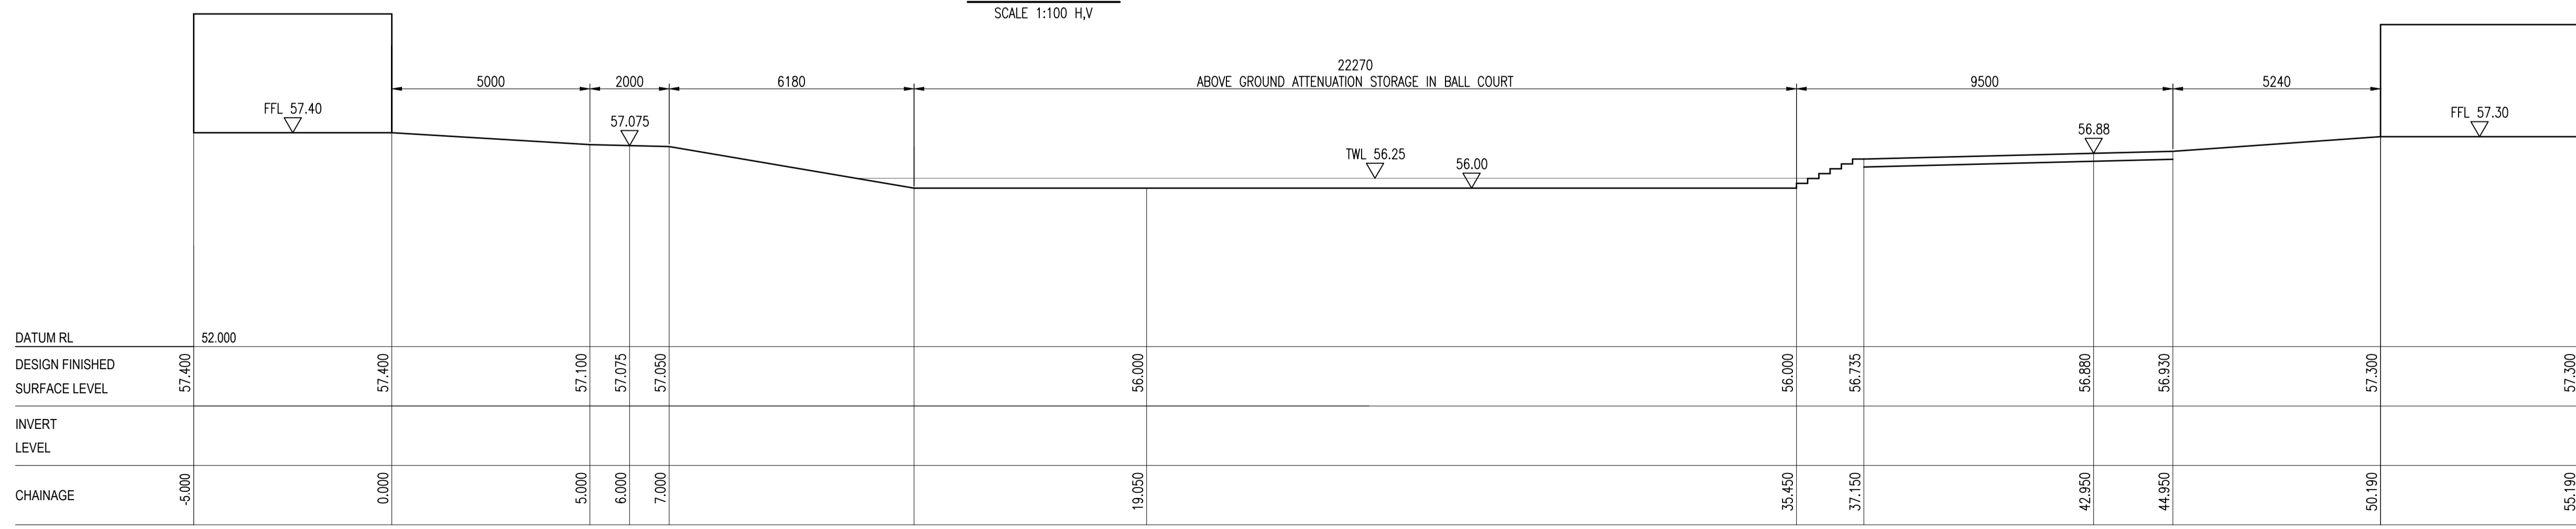 SCALE 1:100 H,V
22270
5000 2000 6180 ABOVE GROUND ATTENUATION STORAGE IN BALL COURT 9500 5240
FFL 57.40 57.075 TWL 56.25 56.00 56.88 FFL 57.30
DATUM RL 52.000
DESIGN FINISHED
SURFACE LEVEL
57.400 57.400 57.100 57.075 57.050 56.000 56.000 56.735 56.880 56.930 57.300 57.300
INVERT
LEVEL
CHAINAGE -5.000 0.000 5.000 6.000 7.000 19.050 35.450 37.150 42.950 44.950 50.190 55.190